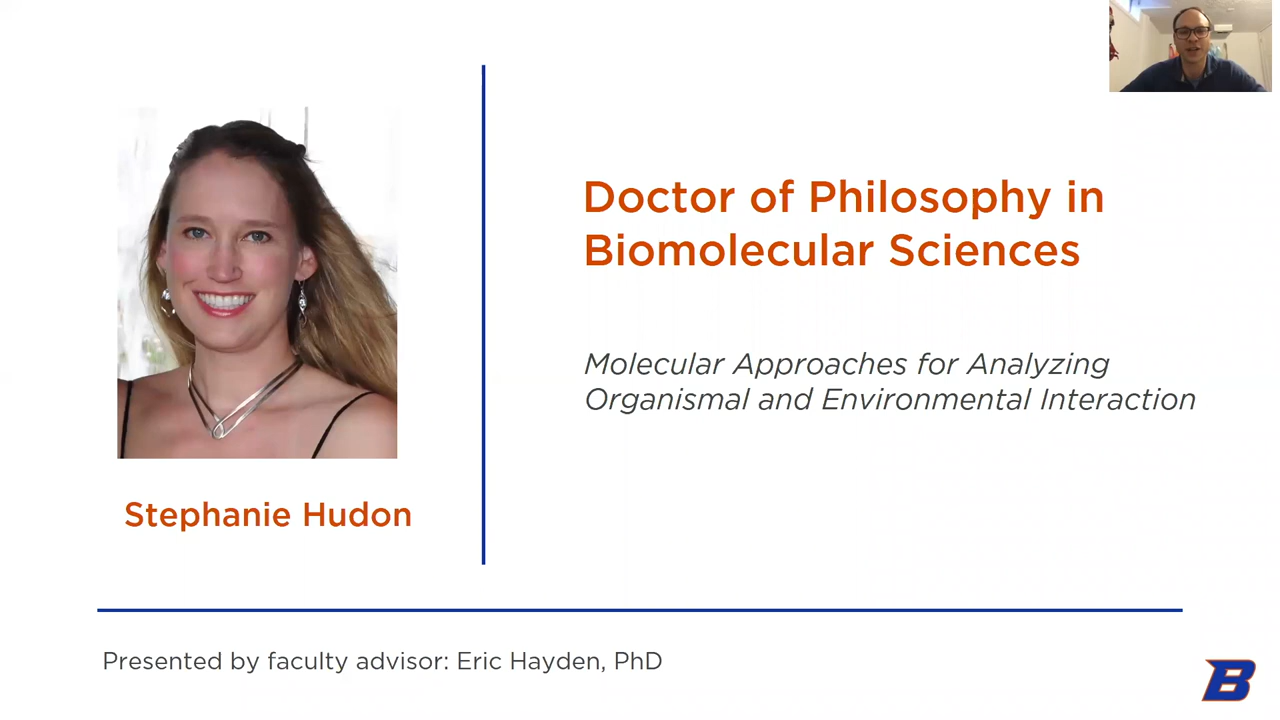 Doctor of Philosophy in
Biomolecular Sciences
Molecular Approaches for Analyzing
Organismal and Environmental Interaction
Stephanie Hudon
Presented by faculty advisor: Eric Hayden, PhD
B